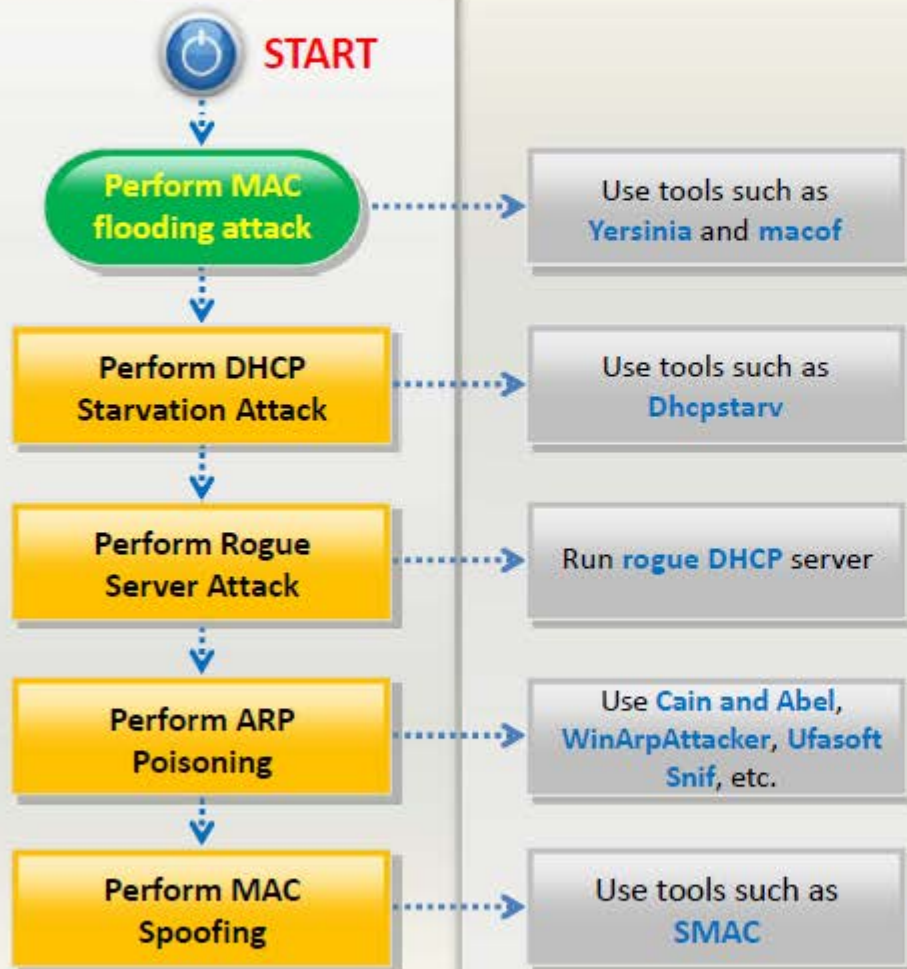 START
Perform MAC
flooding attack
Use tools such as
Yersinia and macof
Perform DHCP
Starvation Attack
Use tools such as
Dhcpstarv
Perform Rogue
Server Attack
Run rogue DHCP server
Perform ARP
Poisoning
Use Cain and Abel,
WinArpAttacker, Ufasoft
Snif, etc.
Perform MAC
Spoofing
Use tools such as
SMAC